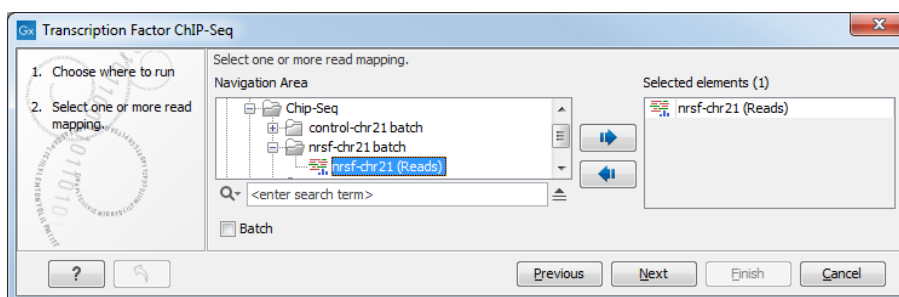 Gx Transcription Factor ChIP-Seq
x
1. Choose where to run
2. Select one or more read
mapping.
Select one or more read mapping.
Navigation Area
Chip-Seq
control-chr21 batch
nrsf-chr21 batch
nrsf-chr21 (Reads)
<enter search term>
Batch
Selected elements (1)
nrsf-chr21 (Reads)
?
Previous
Next
Finish
Cancel